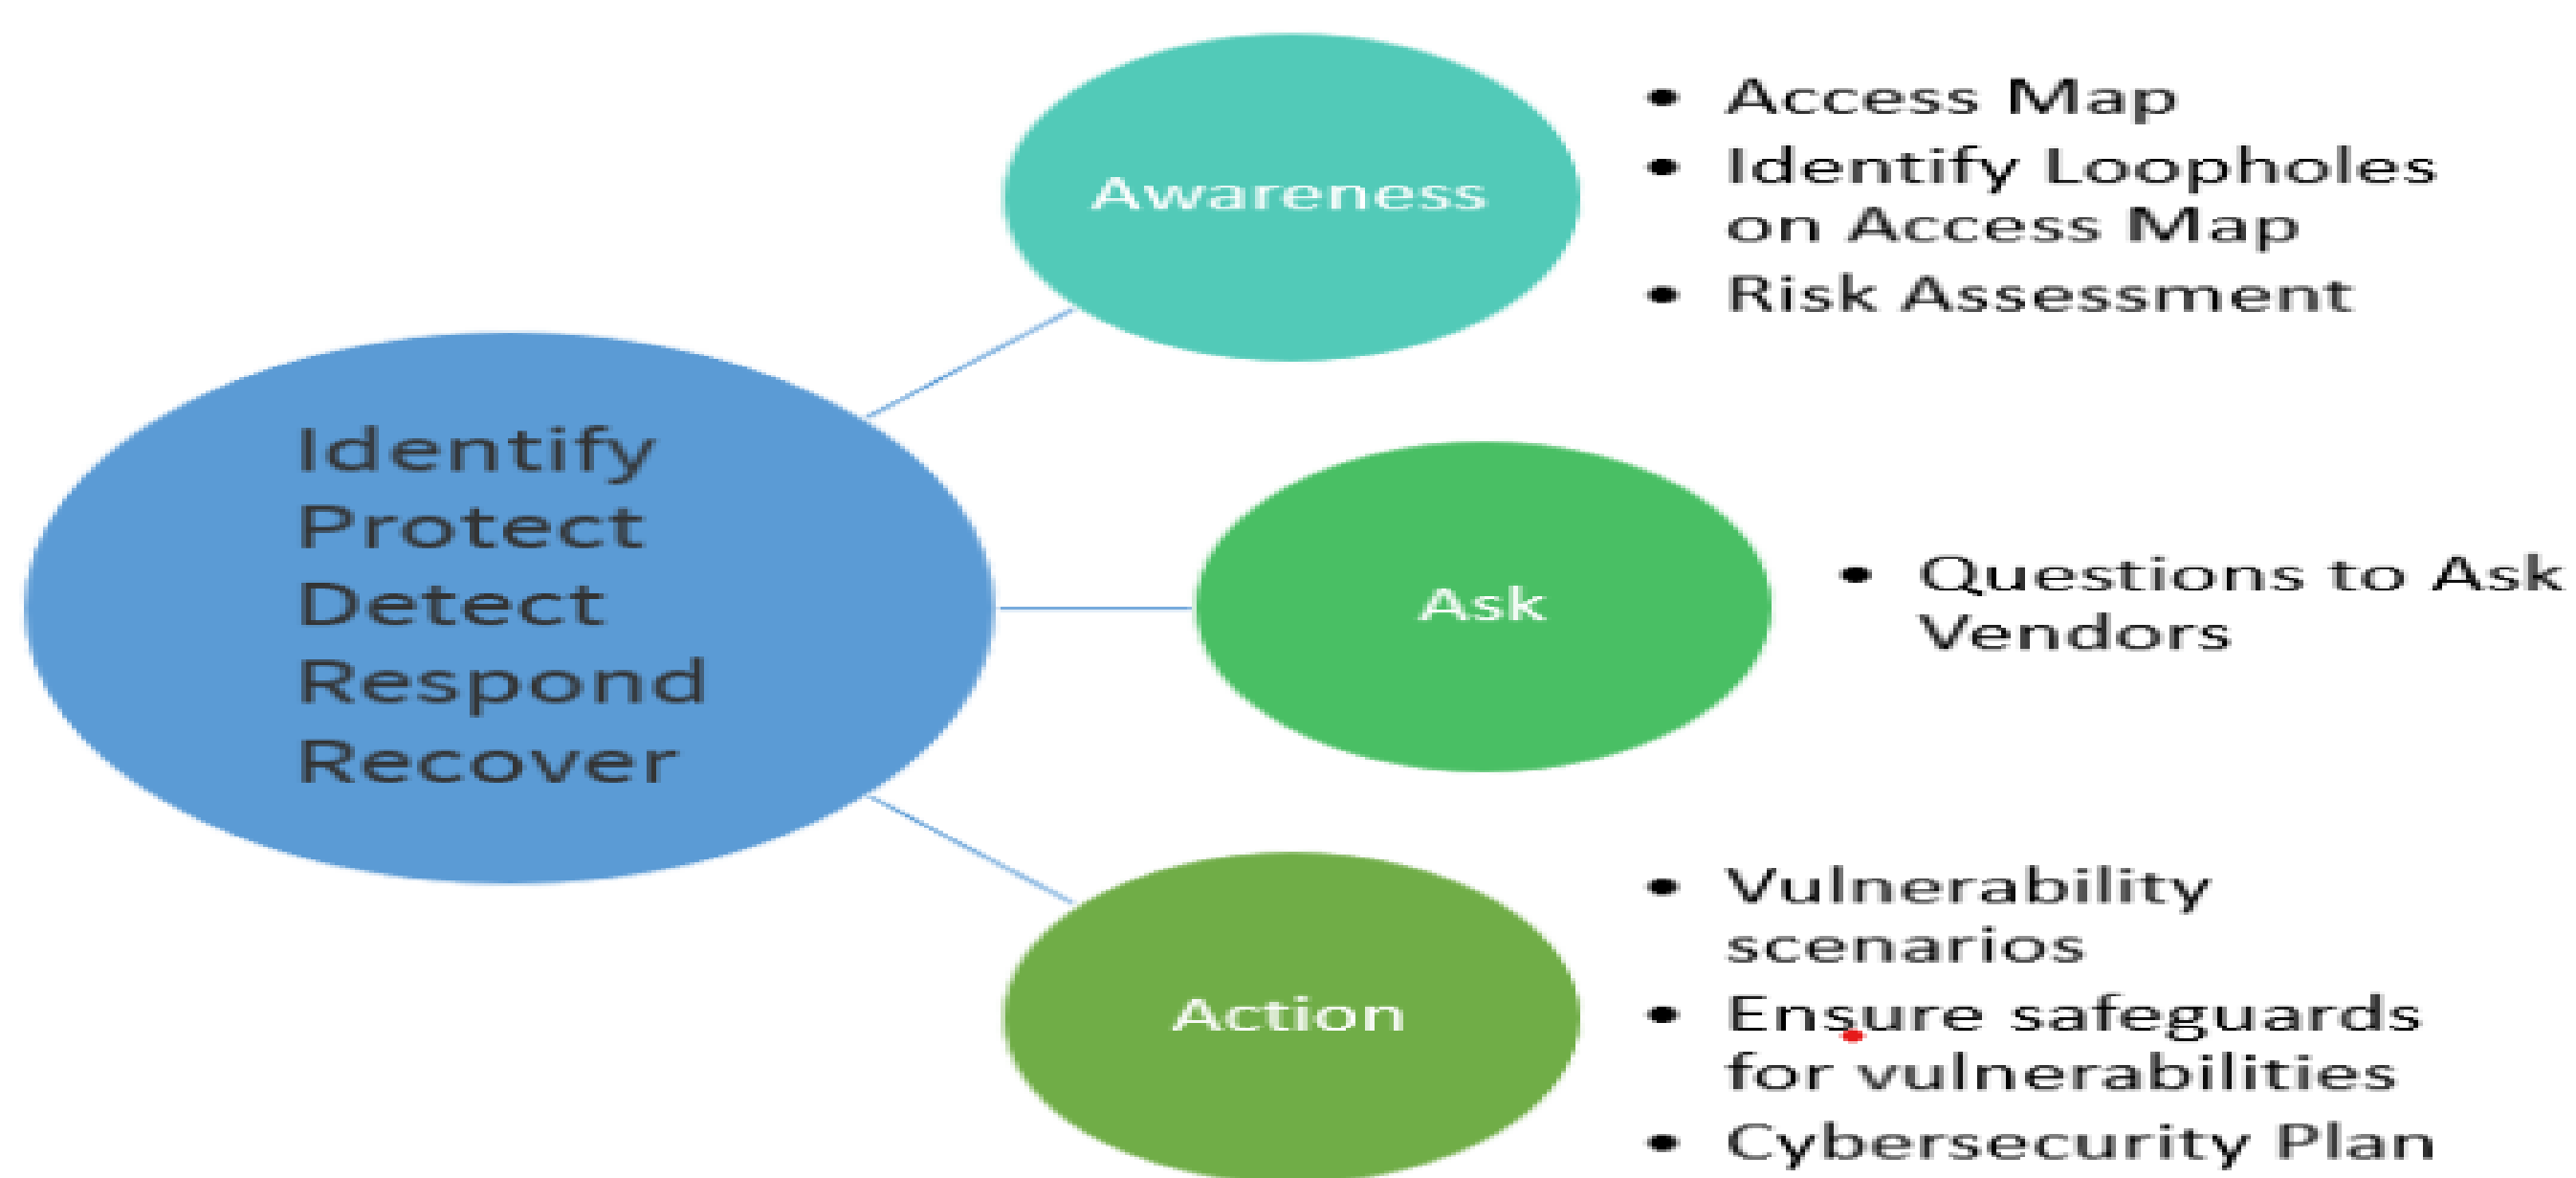 Identify
Protect
Detect
Respond
Recover
Awareness
• Access Map
• Identify Loopholes
on Access Map
• Risk Assessment
Ask
• Questions to Ask
Vendors
Action
• Vulnerability
scenarios
• Ensure safeguards
for vulnerabilities
• Cybersecurity Plan